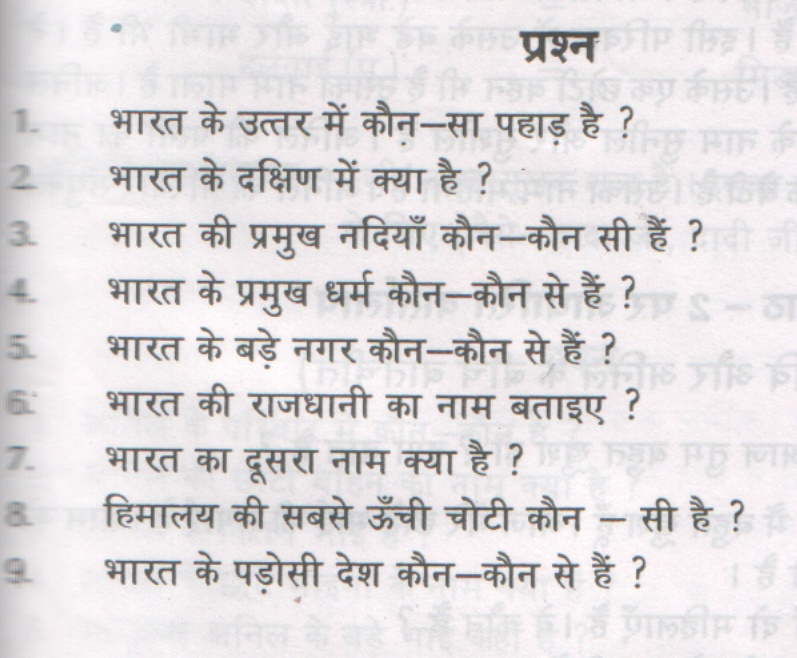 प्रश्न
1. भारत के उत्तर में कौन–सा पहाड़ है ?
2. भारत के दक्षिण में क्या है ?
3. भारत की प्रमुख नदियाँ कौन–कौन सी हैं ?
4. भारत के प्रमुख धर्म कौन–कौन से हैं ?
5. भारत के बड़े नगर कौन–कौन से हैं ?
6. भारत की राजधानी का नाम बताइए ?
7. भारत का दूसरा नाम क्या है ?
8. हिमालय की सबसे ऊँची चोटी कौन – सी है ?
9. भारत के पड़ोसी देश कौन–कौन से हैं ?